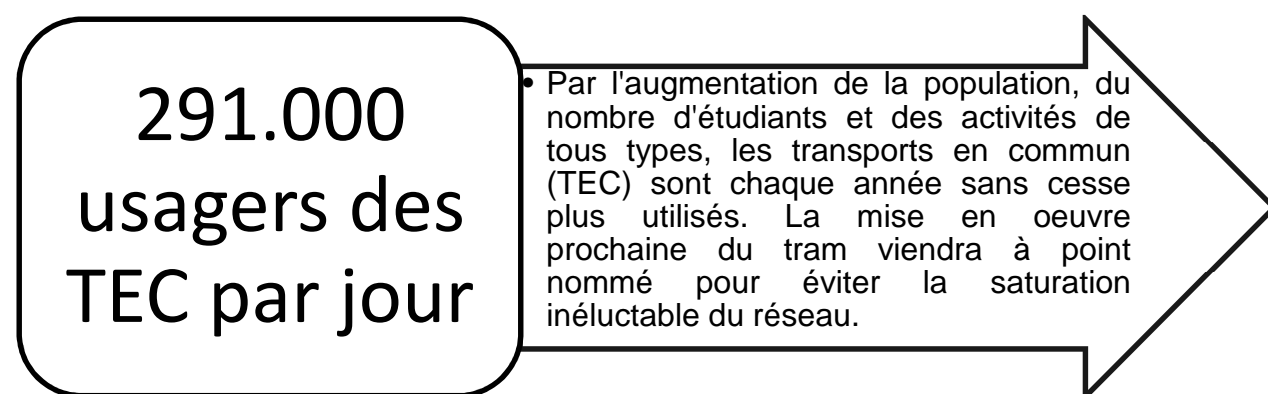 291.000
usagers des
TEC par jour
• Par l'augmentation de la population, du
nombre d'étudiants et des activités de
tous types, les transports en commun
(TEC) sont chaque année sans cesse
plus utilisés. La mise en oeuvre
prochaine du tram viendra à point
nommé pour éviter la saturation
inéluctable du réseau.